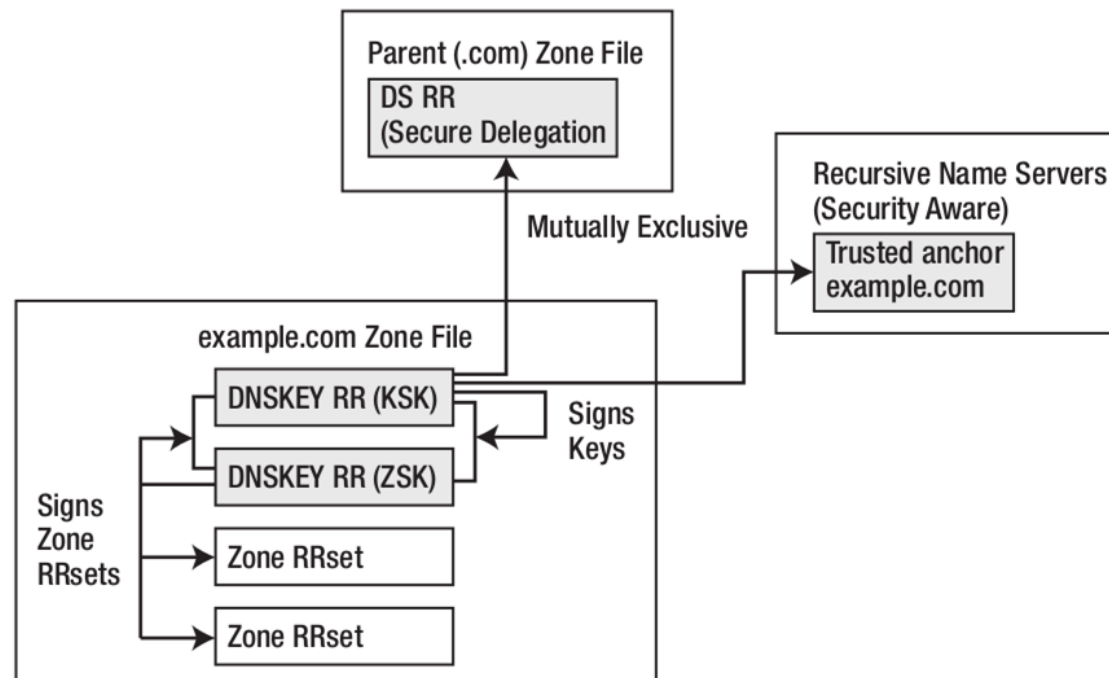 Parent (.com) Zone File
DS RR
(Secure Delegation
Recursive Name Servers
(Security Aware)
Trusted anchor
example.com
Mutually Exclusive
example.com Zone File
DNSKEY RR (KSK)
DNSKEY RR (ZSK)
Signs
Keys
Signs
Zone
RRsets
Zone RRset
Zone RRset